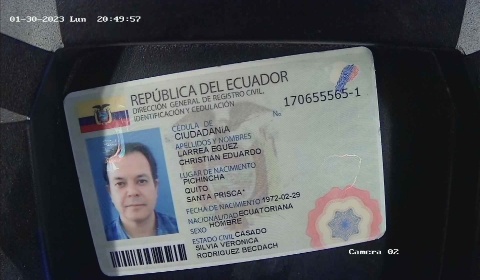 01-30-2023 Lun 20:49:57
REPÚBLICA DEL ECUADOR
DIRECCIÓN GENERAL DE REGISTRO CIVIL,
IDENTIFICACIÓN Y CEDULACIÓN
No 170655565-1
CÉDULA DE
CIUDADANÍA
APELLIDOS Y NOMBRES
LARREA EGUEZ
CHRISTIAN EDUARDO
LUGAR DE NACIMIENTO
PICHINCHA
QUITO
SANTA PRISCA*
FECHA DE NACIMIENTO 1972-02-29
NACIONALIDAD ECUATORIANA
SEXO HOMBRE
ESTADO CIVIL CASADO
SILVIA VERONICA
RODRIGUEZ BECDACH
Camera 02